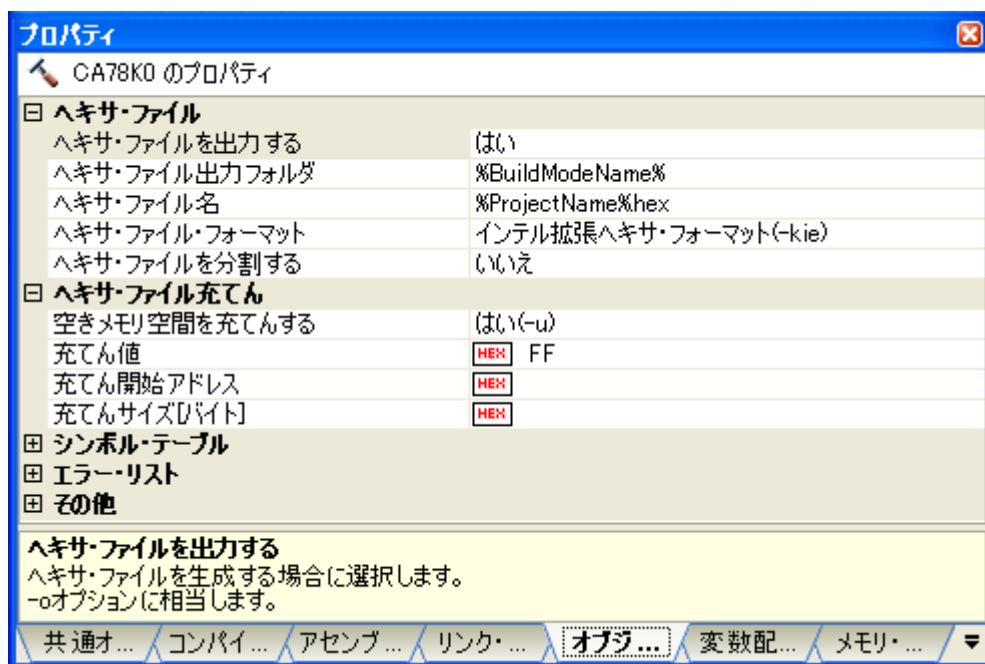 プロパティ
CA78K0 のプロパティ
ヘキサ・ファイル
ヘキサ・ファイルを出力する はい
ヘキサ・ファイル出力フォルダ %BuildModeName%
ヘキサ・ファイル名 %ProjectName%hex
ヘキサ・ファイル・フォーマット インテル拡張ヘキサ・フォーマット(-kie)
ヘキサ・ファイルを分割する いいえ
ヘキサ・ファイル充てん
空きメモリ空間を充てんする はい(-u)
充てん値 HEX FF
充てん開始アドレス HEX
充てんサイズ[バイト] HEX
シンボル・テーブル
エラー・リスト
その他
ヘキサ・ファイルを出力する
ヘキサ・ファイルを生成する場合に選択します。
-oオプションに相当します。
共通オ... コンパイ... アセンブ... リンク・... オブジ... 変数配... メモリ・...